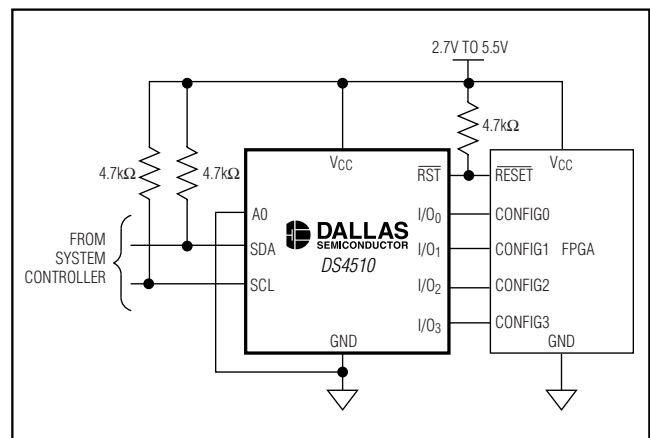 2.7V TO 5.5V
4.7kΩ
4.7kΩ
4.7kΩ
VCC
RST
RESET
VCC
A0
I/O0
CONFIG0
FROM
SYSTEM
CONTROLLER
SDA
DALLAS
SEMICONDUCTOR
DS4510
I/O1
CONFIG1
FPGA
SCL
I/O2
CONFIG2
I/O3
CONFIG3
GND
GND